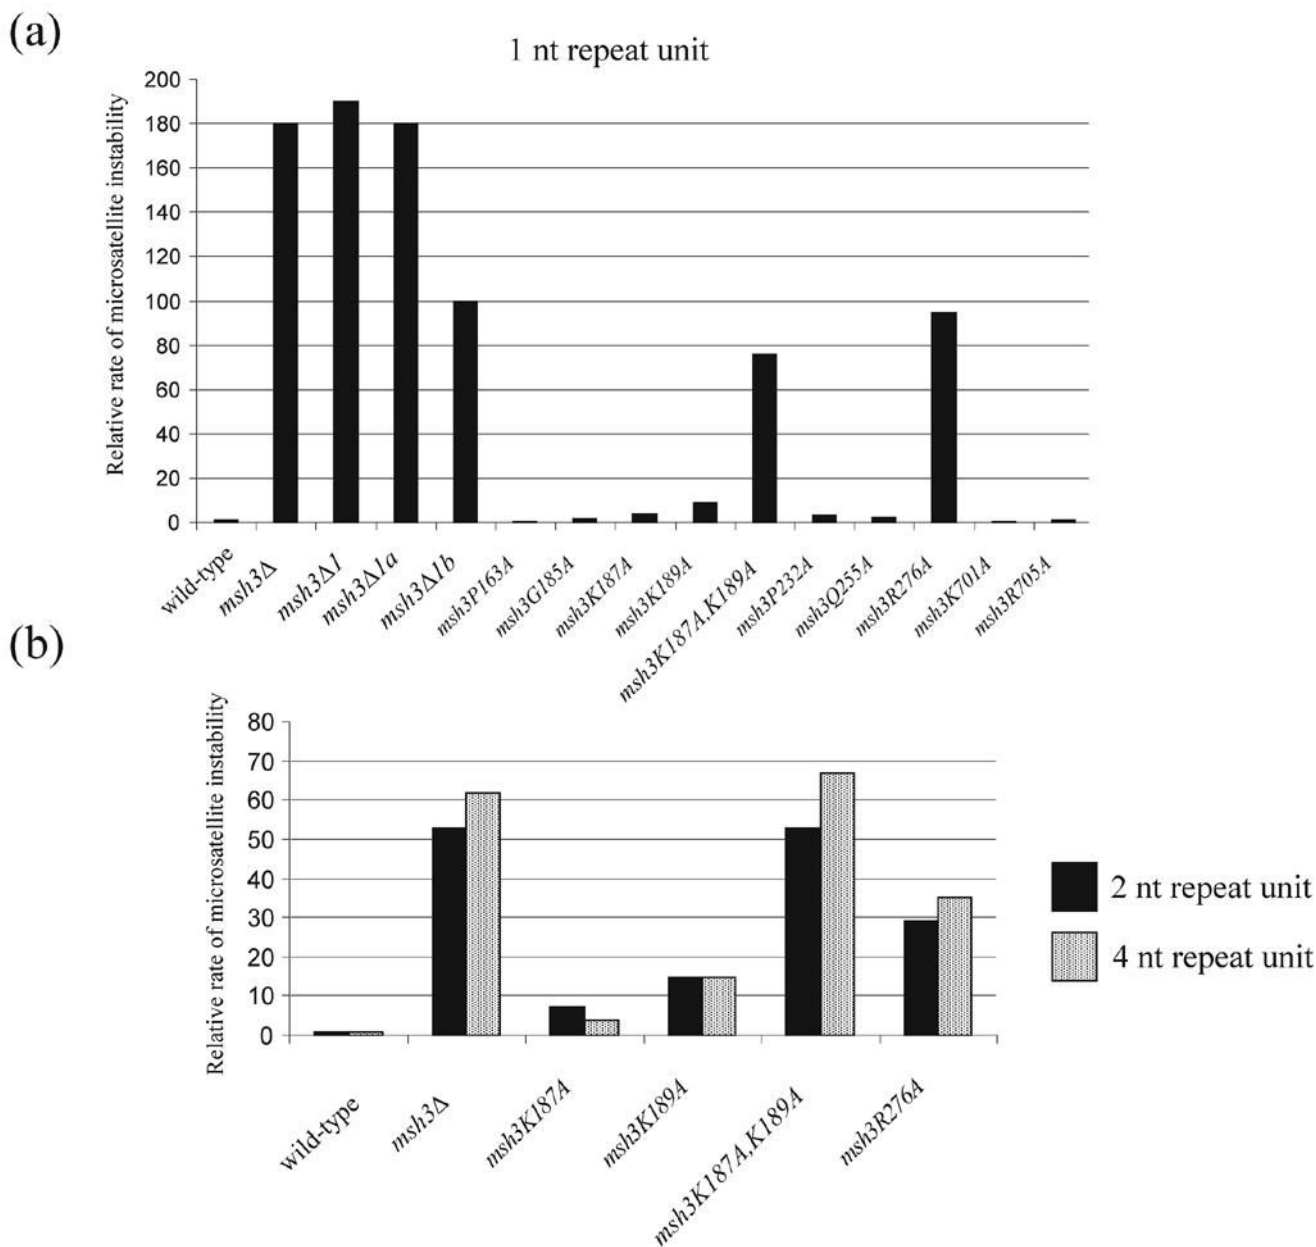 (a)
1 nt repeat unit
Relative rate of microsatellite instability
200
180
160
140
120
100
80
60
40
20
0
wild-type
msh3Δ
msh3Δ1
msh3Δ1a
msh3Δ1b
msh3P163A
msh3G185A
msh3K187A
msh3K189A
msh3K187A,K189A
msh3P232A
msh3Q255A
msh3R276A
msh3K701A
msh3R705A
(b)
Relative rate of microsatellite instability
80
70
60
50
40
30
20
10
0
wild-type
msh3Δ
msh3K187A
msh3K189A
msh3K187A,K189A
msh3R276A
2 nt repeat unit
4 nt repeat unit